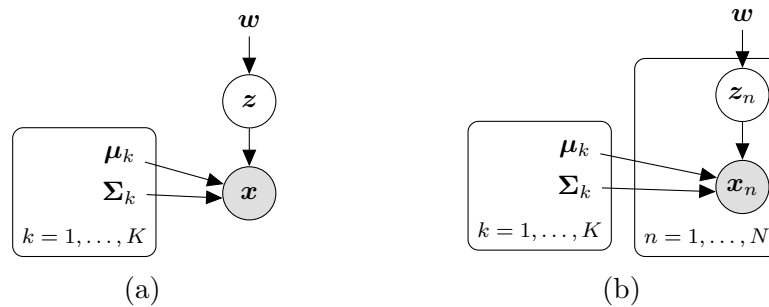 w
z
μ_k
Σ_k
x
k = 1, . . . , K
(a)
w
z_n
μ_k
Σ_k
x_n
k = 1, . . . , K
n = 1, . . . , N
(b)